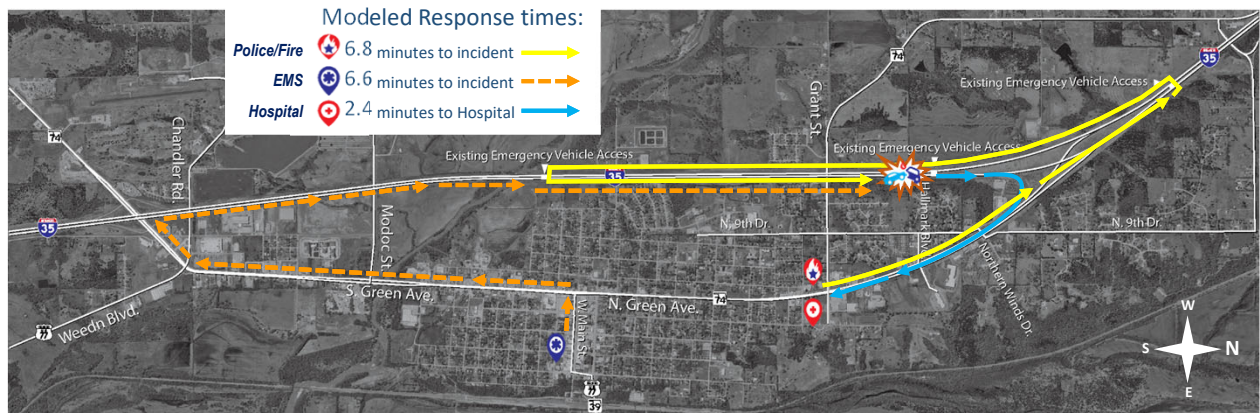 Modeled Response times:
Police/Fire 6.8 minutes to incident
EMS 6.6 minutes to incident
Hospital 2.4 minutes to Hospital
74
Chandler Rd.
Modoc St.
35
Weedn Blvd.
77
S. Green Ave.
W. Main St.
77
39
N. Green Ave.
74
Existing Emergency Vehicle Access
35
Grant St.
74
Existing Emergency Vehicle Access
Hallmark Blvd.
N. 9th Dr.
N. 9th Dr.
Northern Winds Dr.
Existing Emergency Vehicle Access
35
W
S
N
E